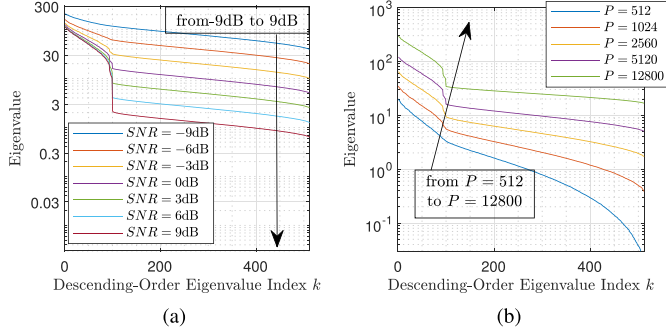 (a)
300
30
3
0.3
0.03
Eigenvalue
from-9dB to 9dB
SNR = −9dB
SNR = −6dB
SNR = −3dB
SNR = 0dB
SNR = 3dB
SNR = 6dB
SNR = 9dB
0
200
400
Descending-Order Eigenvalue Index k
(a)
(b)
10^3
10^2
10^1
10^0
10^-1
Eigenvalue
P = 512
P = 1024
P = 2560
P = 5120
P = 12800
from P = 512
to P = 12800
0
200
400
Descending-Order Eigenvalue Index k
(b)